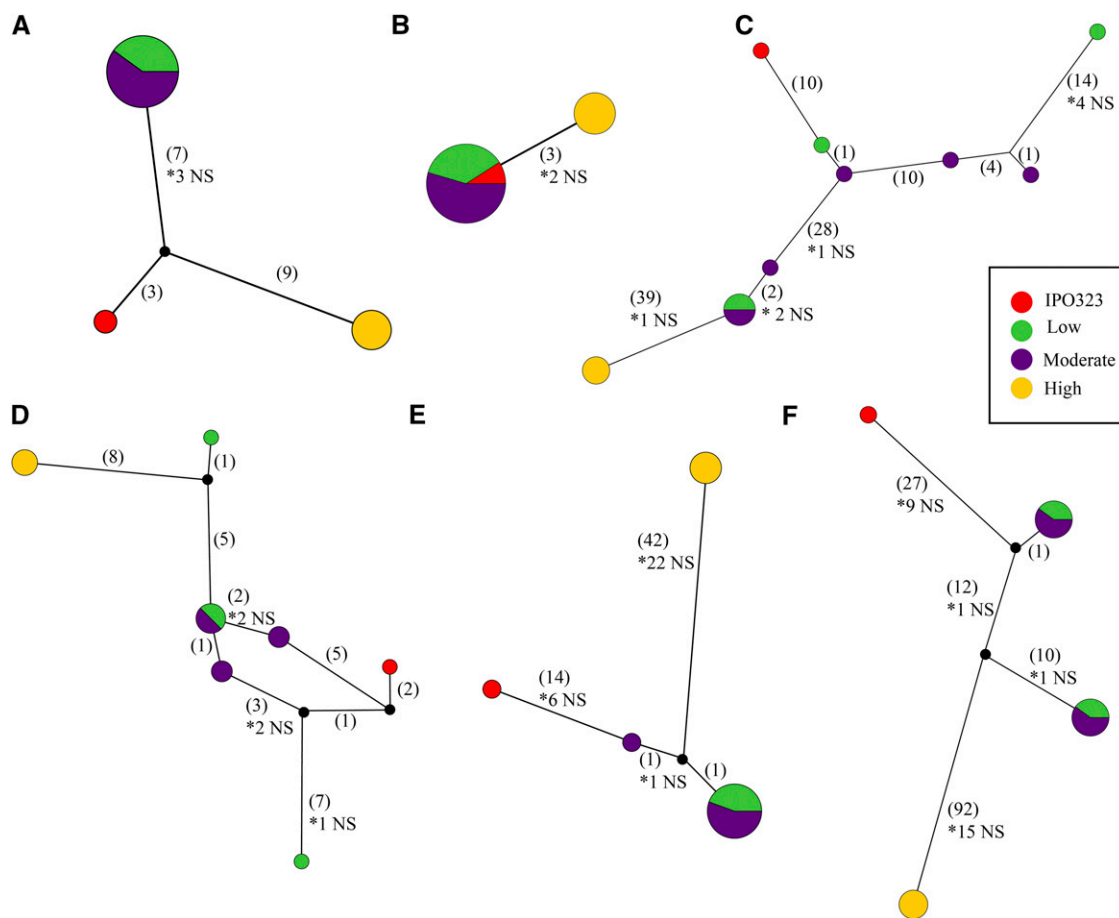 A
(7)
*3 NS
(3)
(9)
B
(3)
*2 NS
C
(10)
(14)
*4 NS
(1)
(10)
(4)
(1)
(28)
*1 NS
(2)
* 2 NS
(39)
*1 NS
IPO323
Low
Moderate
High
D
(8)
(1)
(5)
(2)
*2 NS
(1)
(5)
(2)
(3)
*2 NS
(1)
(7)
*1 NS
E
(42)
*22 NS
(14)
*6 NS
(1)
*1 NS
(1)
F
(27)
*9 NS
(1)
(12)
*1 NS
(10)
*1 NS
(92)
*15 NS